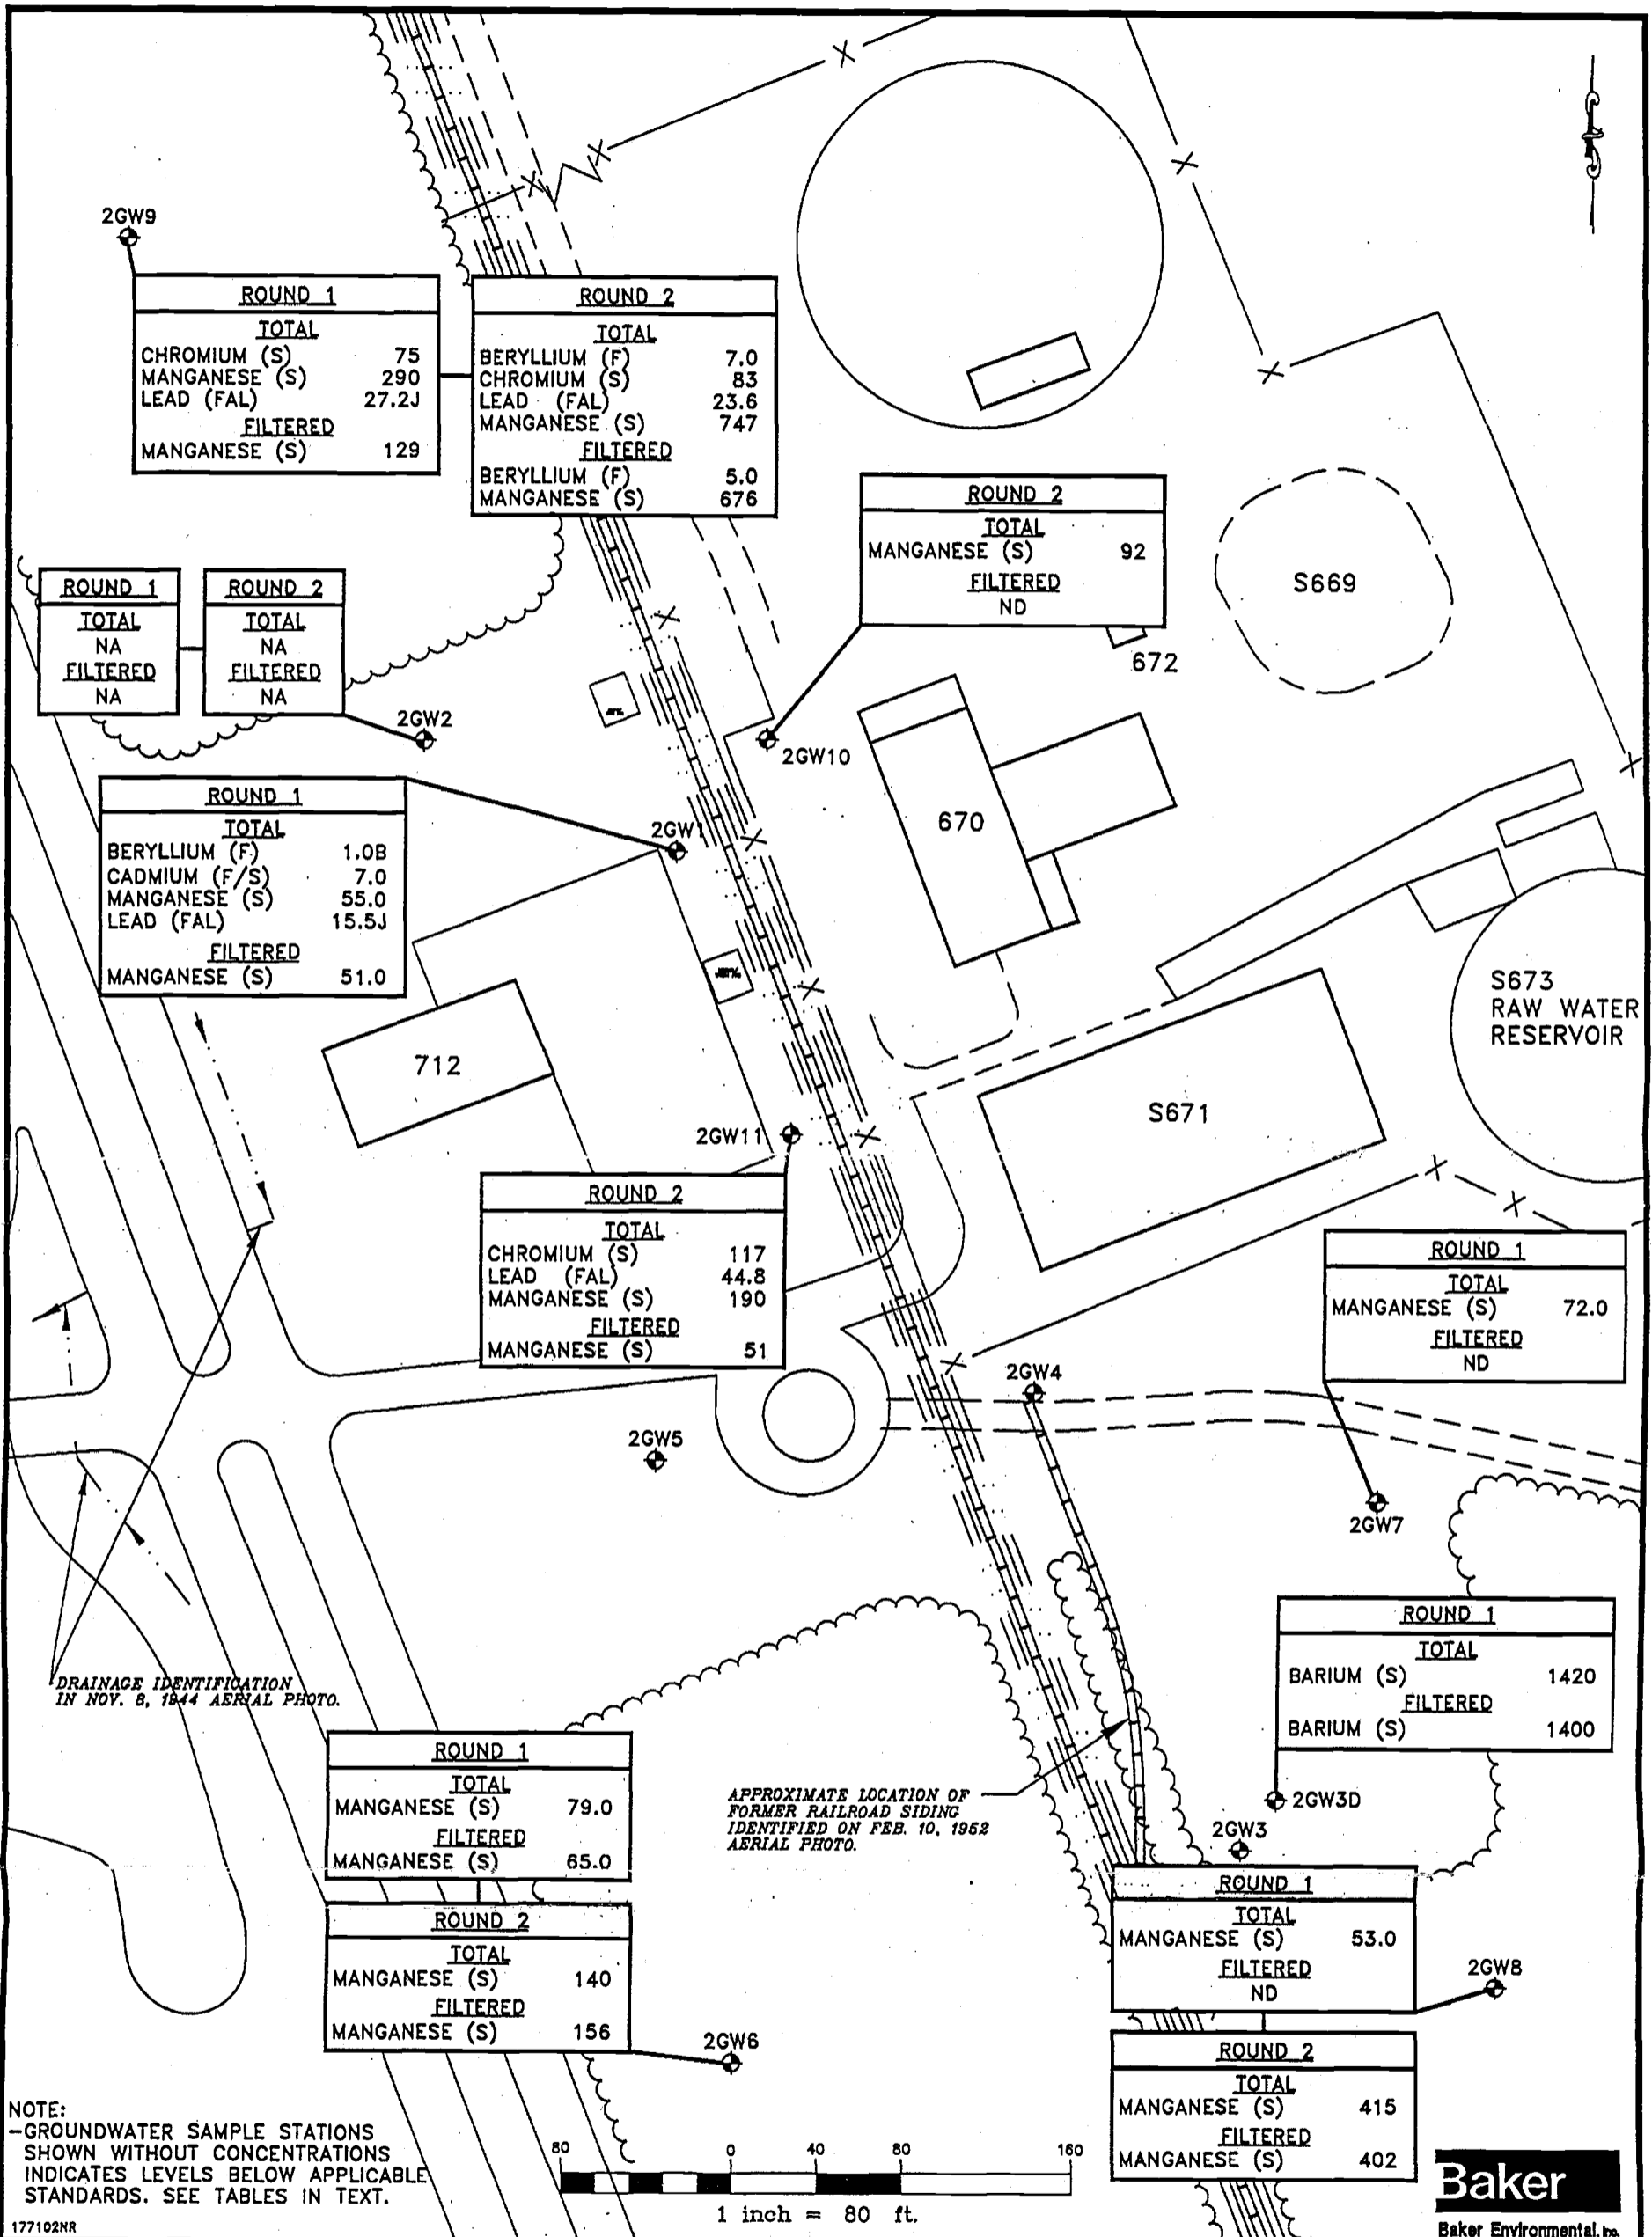 2GW9
ROUND 1
TOTAL
CHROMIUM (S) 75
MANGANESE (S) 290
LEAD (FAL) 27.2J
FILTERED
MANGANESE (S) 129
ROUND 2
TOTAL
BERYLLIUM (F) 7.0
CHROMIUM (S) 83
LEAD (FAL) 23.6
MANGANESE (S) 747
FILTERED
BERYLLIUM (F) 5.0
MANGANESE (S) 676
ROUND 2
TOTAL
MANGANESE (S) 92
FILTERED
ND
S669
672
ROUND 1
TOTAL
NA
FILTERED
NA
ROUND 2
TOTAL
NA
FILTERED
NA
2GW2
2GW10
670
ROUND 1
TOTAL
BERYLLIUM (F) 1.0B
CADMIUM (F/S) 7.0
MANGANESE (S) 55.0
LEAD (FAL) 15.5J
FILTERED
MANGANESE (S) 51.0
2GW1
S673
RAW WATER
RESERVOIR
712
S671
2GW11
ROUND 2
TOTAL
CHROMIUM (S) 117
LEAD (FAL) 44.8
MANGANESE (S) 190
FILTERED
MANGANESE (S) 51
ROUND 1
TOTAL
MANGANESE (S) 72.0
FILTERED
ND
2GW4
2GW5
2GW7
DRAINAGE IDENTIFICATION
IN NOV. 8, 1944 AERIAL PHOTO.
ROUND 1
TOTAL
BARIUM (S) 1420
FILTERED
BARIUM (S) 1400
ROUND 1
TOTAL
MANGANESE (S) 79.0
FILTERED
MANGANESE (S) 65.0
APPROXIMATE LOCATION OF
FORMER RAILROAD SIDING
IDENTIFIED ON FEB. 10, 1952
AERIAL PHOTO.
2GW3D
2GW3
ROUND 1
TOTAL
MANGANESE (S) 53.0
FILTERED
ND
2GW8
ROUND 2
TOTAL
MANGANESE (S) 140
FILTERED
MANGANESE (S) 156
2GW6
ROUND 2
TOTAL
MANGANESE (S) 415
FILTERED
MANGANESE (S) 402
NOTE:
-GROUNDWATER SAMPLE STATIONS
SHOWN WITHOUT CONCENTRATIONS
INDICATES LEVELS BELOW APPLICABLE
STANDARDS. SEE TABLES IN TEXT.
80 0 40 80 160
1 inch = 80 ft.
177102NR
Baker
Baker Environmental, Inc.